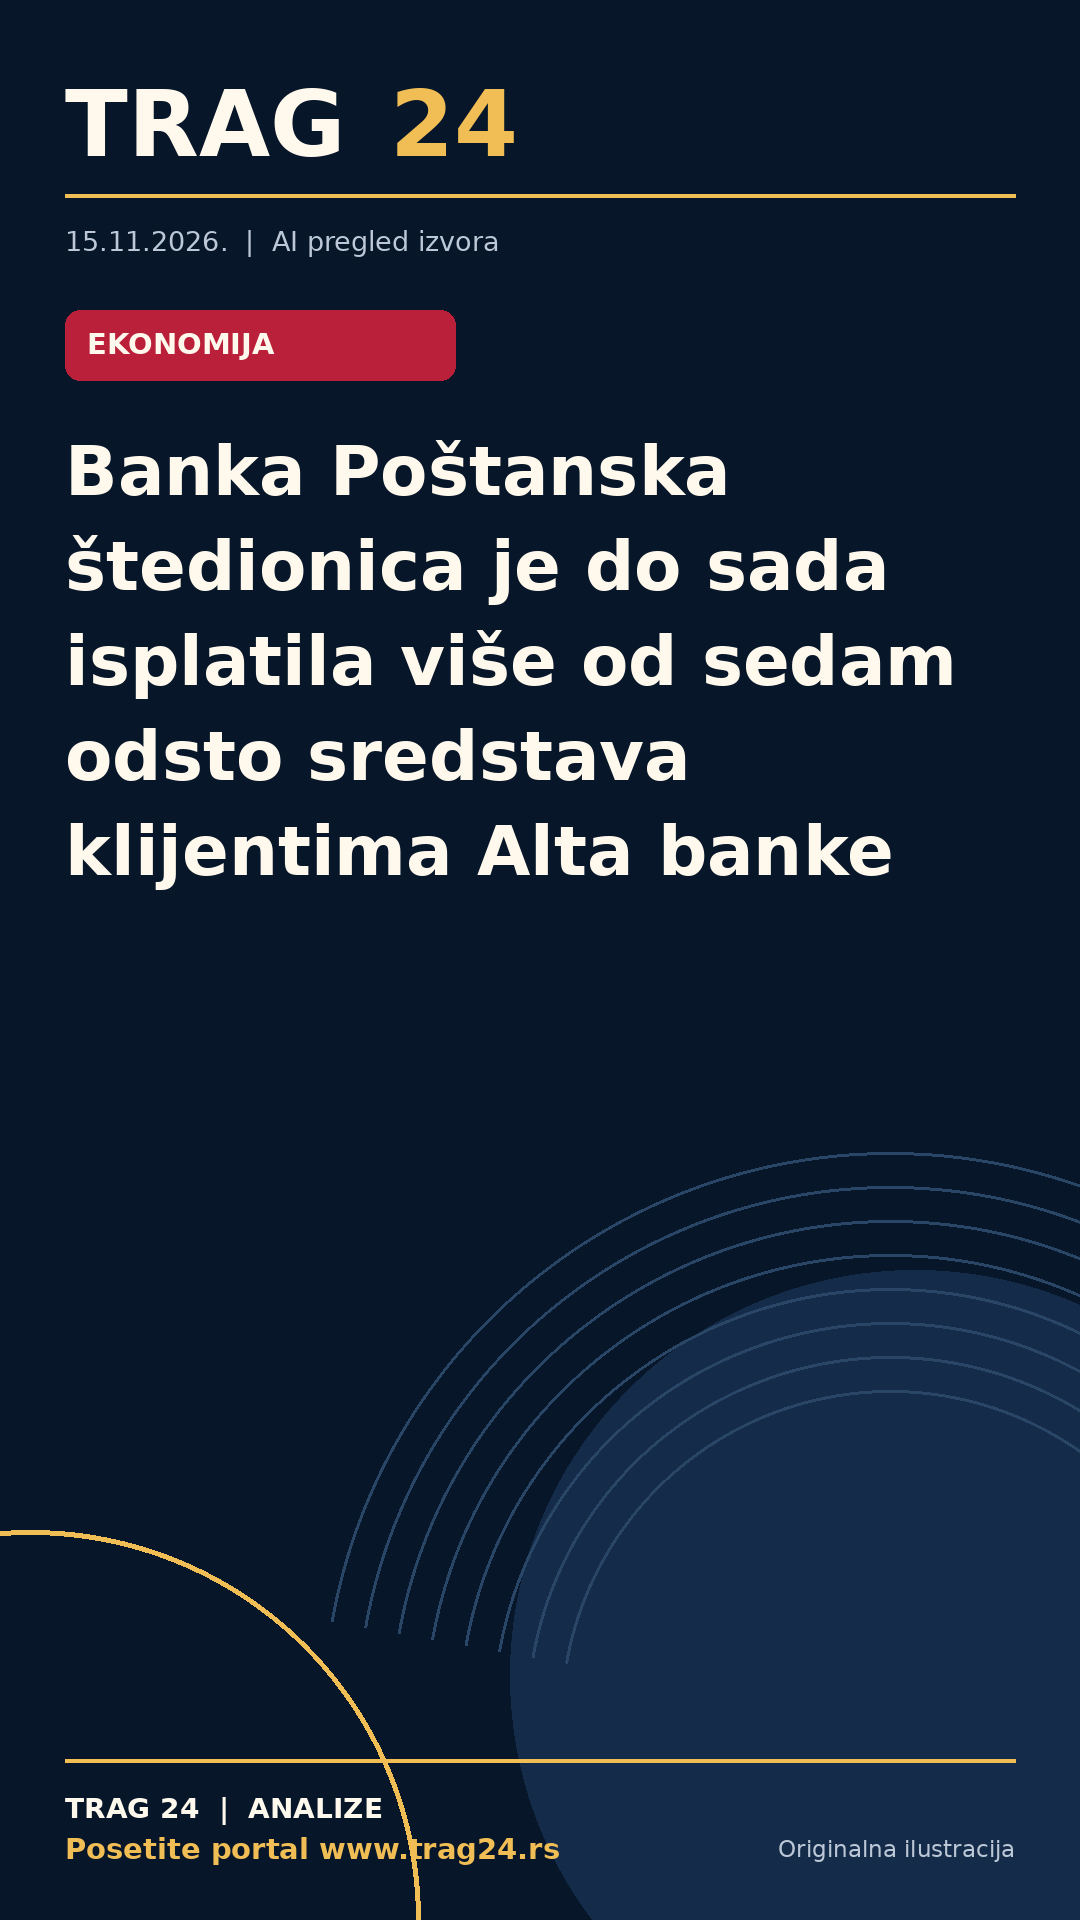 TRAG 24
15.11.2026. | AI pregled izvora
EKONOMIJA
Banka Poštanska
štedionica je do sada
isplatila više od sedam
odsto sredstava
klijentima Alta banke
TRAG 24 | ANALIZE
Posetite portal www.trag24.rs
Originalna ilustracija